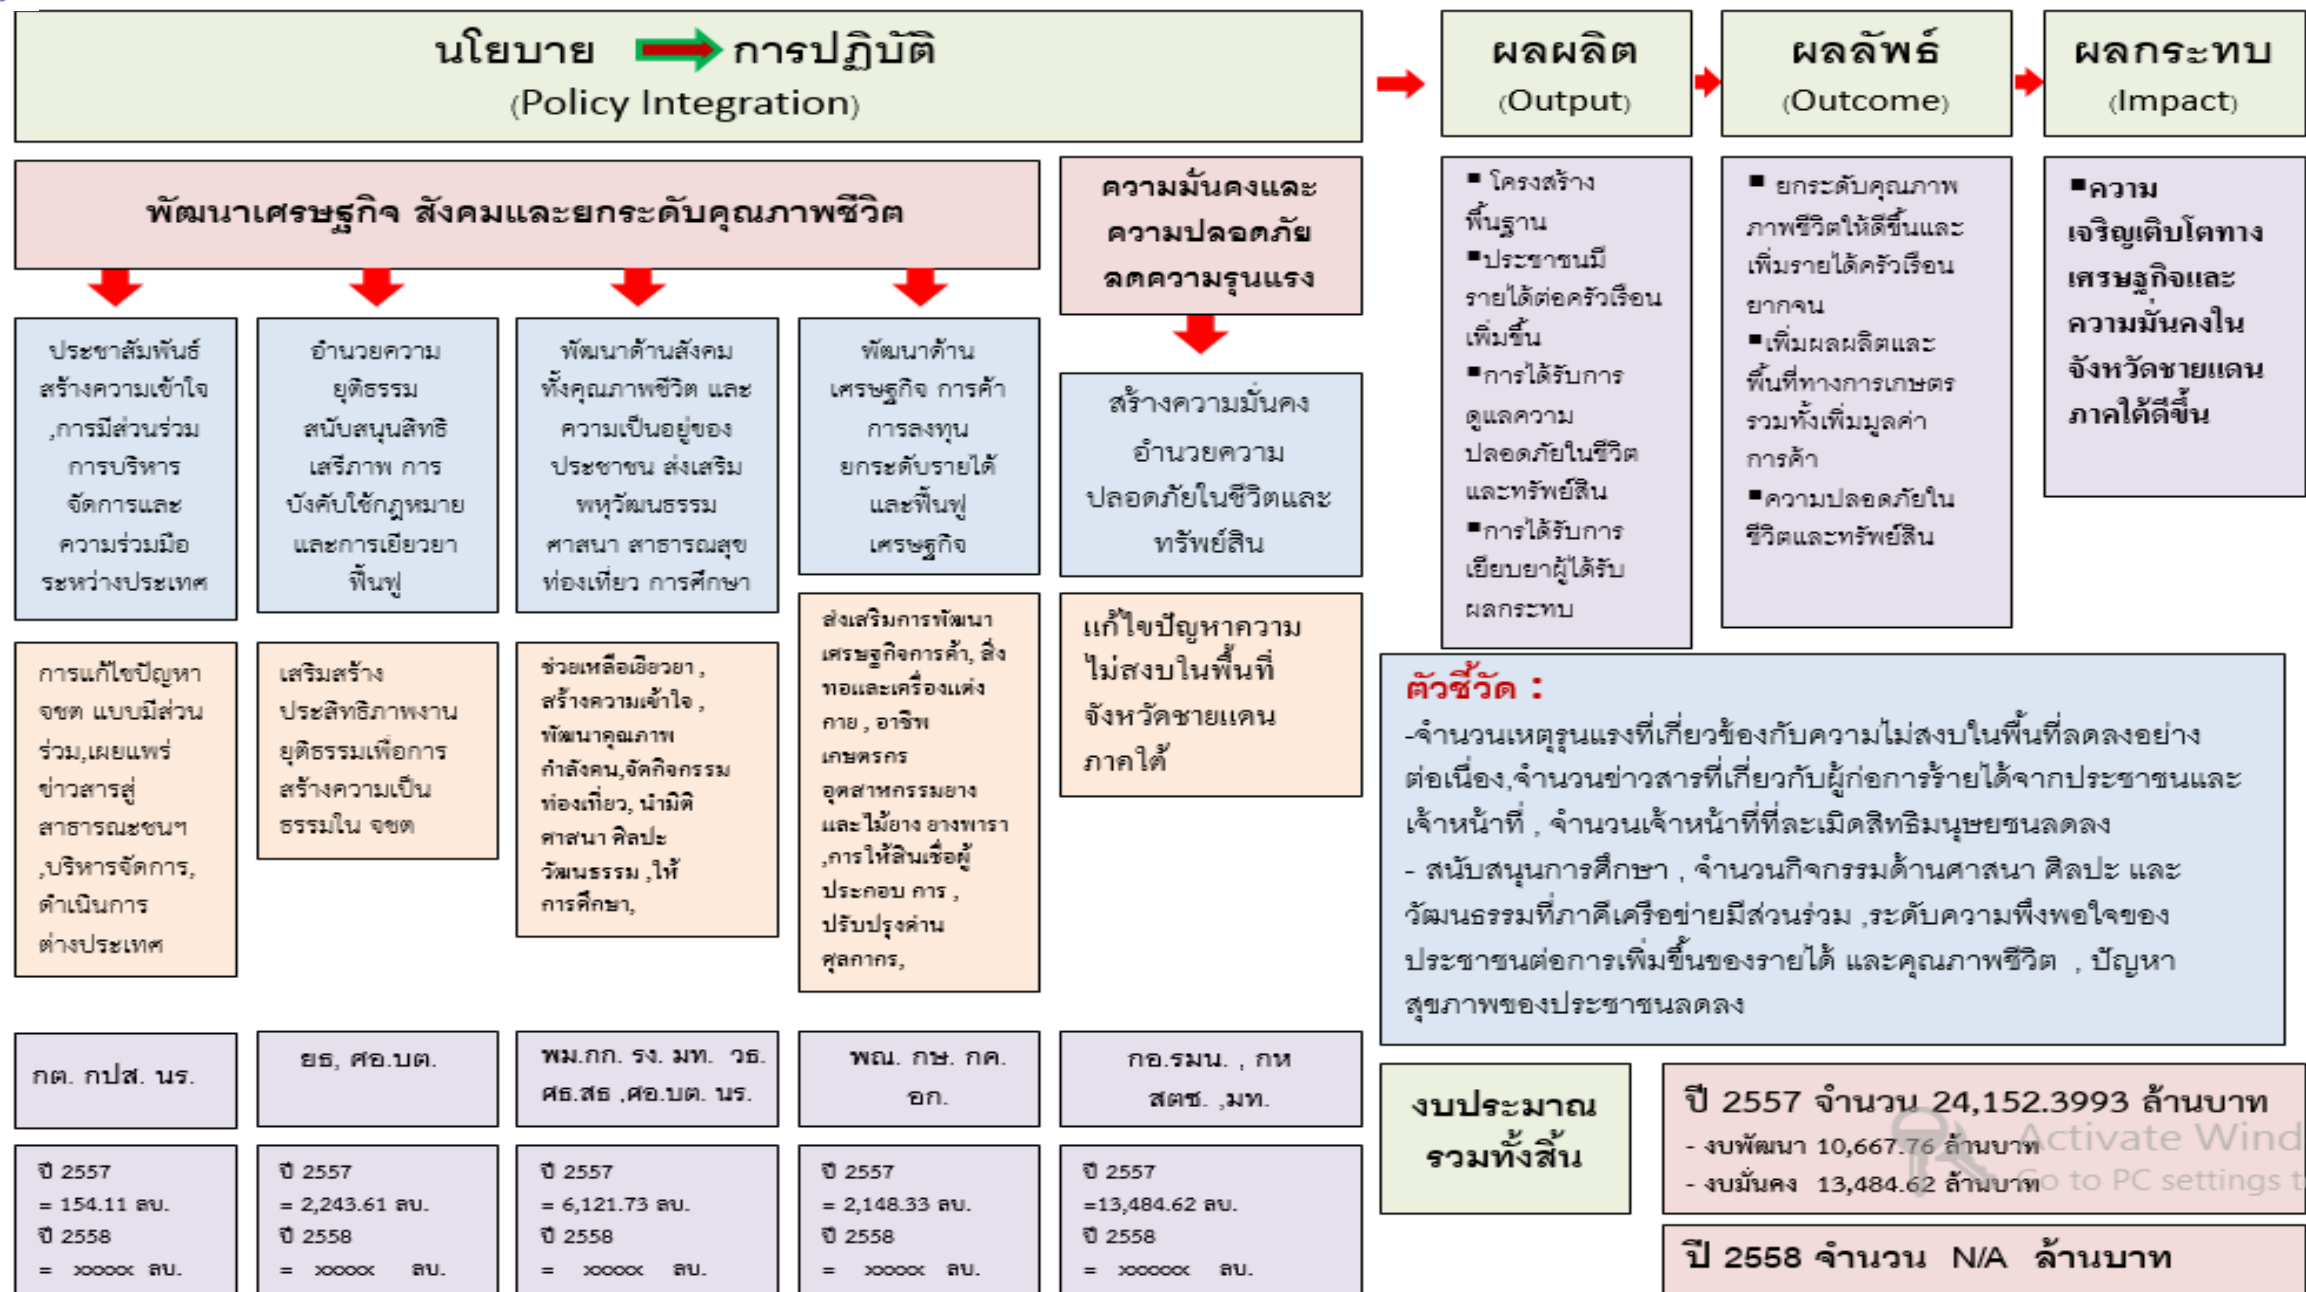 นโยบาย การปฏิบัติ
(Policy Integration)
ผลผลิต
(Output)
ผลลัพธ์
(Outcome)
ผลกระทบ
(Impact)
พัฒนาเศรษฐกิจ สังคมและยกระดับคุณภาพชีวิต
ความมั่นคงและ
ความปลอดภัย
ลดความรุนแรง
ประชาสัมพันธ์
สร้างความเข้าใจ
,การมีส่วนร่วม
การบริหาร
จัดการและ
ความร่วมมือ
ระหว่างประเทศ
อำนวยความ
ยุติธรรม
สนับสนุนสิทธิ
เสรีภาพ การ
บังคับใช้กฎหมาย
และการเยียวยา
ฟื้นฟู
พัฒนาด้านสังคม
ทั้งคุณภาพชีวิต และ
ความเป็นอยู่ของ
ประชาชน ส่งเสริม
พหุวัฒนธรรม
ศาสนา สาธารณสุข
ท่องเที่ยว การศึกษา
พัฒนาด้าน
เศรษฐกิจ การค้า
การลงทุน
ยกระดับรายได้
และฟื้นฟู
เศรษฐกิจ
สร้างความมั่นคง
อำนวยความ
ปลอดภัยในชีวิตและ
ทรัพย์สิน
การแก้ไขปัญหา
จชต แบบมีส่วน
ร่วม,เผยแพร่
ข่าวสารสู่
สาธารณะชนฯ
,บริหารจัดการ,
ดำเนินการ
ต่างประเทศ
เสริมสร้าง
ประสิทธิภาพงาน
ยุติธรรมเพื่อการ
สร้างความเป็น
ธรรมใน จชต
ช่วยเหลือเยียวยา ,
สร้างความเข้าใจ ,
พัฒนาคุณภาพ
กำลังคน,จัดกิจกรรม
ท่องเที่ยว, นำมิติ
ศาสนา ศิลปะ
วัฒนธรรม ,ให้
การศึกษา,
ส่งเสริมการพัฒนา
เศรษฐกิจการค้า, สิ่ง
ทอและเครื่องแต่ง
กาย , อาชีพ
เกษตรกร
อุตสาหกรรมยาง
และไม้ยาง ยางพารา
,การให้สินเชื่อผู้
ประกอบ การ ,
ปรับปรุงด่าน
ศุลกากร,
แก้ไขปัญหาความ
ไม่สงบในพื้นที่
จังหวัดชายแดน
ภาคใต้
กต. กปส. นร.
ยธ, ศอ.บต.
พม.กก. รง. มท. วธ.
ศธ.สธ ,ศอ.บต. นร.
พณ. กษ. กค.
อก.
กอ.รมน. , กห
สตช. ,มท.
ปี 2557
= 154.11 ลบ.
ปี 2558
= xxxxx ลบ.
ปี 2557
= 2,243.61 ลบ.
ปี 2558
= xxxxx ลบ.
ปี 2557
= 6,121.73 ลบ.
ปี 2558
= xxxxx ลบ.
ปี 2557
= 2,148.33 ลบ.
ปี 2558
= xxxxx ลบ.
ปี 2557
=13,484.62 ลบ.
ปี 2558
= xxxxxx ลบ.
■ โครงสร้าง
พื้นฐาน
■ประชาชนมี
รายได้ต่อครัวเรือน
เพิ่มขึ้น
■การได้รับการ
ดูแลความ
ปลอดภัยในชีวิต
และทรัพย์สิน
■การได้รับการ
เยียบยาผู้ได้รับ
ผลกระทบ
■ ยกระดับคุณภาพ
ภาพชีวิตให้ดีขึ้นและ
เพิ่มรายได้ครัวเรือน
ยากจน
■เพิ่มผลผลิตและ
พื้นที่ทางการเกษตร
รวมทั้งเพิ่มมูลค่า
การค้า
■ความปลอดภัยใน
ชีวิตและทรัพย์สิน
■ความ
เจริญเติบโตทาง
เศรษฐกิจและ
ความมั่นคงใน
จังหวัดชายแดน
ภาคใต้ดีขึ้น
ตัวชี้วัด :
-จำนวนเหตุรุนแรงที่เกี่ยวข้องกับความไม่สงบในพื้นที่ลดลงอย่าง
ต่อเนื่อง,จำนวนข่าวสารที่เกี่ยวกับผู้ก่อการร้ายได้จากประชาชนและ
เจ้าหน้าที่ , จำนวนเจ้าหน้าที่ที่ละเมิดสิทธิมนุษยชนลดลง
- สนับสนุนการศึกษา , จำนวนกิจกรรมด้านศาสนา ศิลปะ และ
วัฒนธรรมที่ภาคีเครือข่ายมีส่วนร่วม ,ระดับความพึงพอใจของ
ประชาชนต่อการเพิ่มขึ้นของรายได้ และคุณภาพชีวิต , ปัญหา
สุขภาพของประชาชนลดลง
งบประมาณ
รวมทั้งสิ้น
ปี 2557 จำนวน 24,152.3993 ล้านบาท
- งบพัฒนา 10,667.76 ล้านบาท
- งบมั่นคง 13,484.62 ล้านบาท
ปี 2558 จำนวน N/A ล้านบาท
Activate Wind
Go to PC settings t